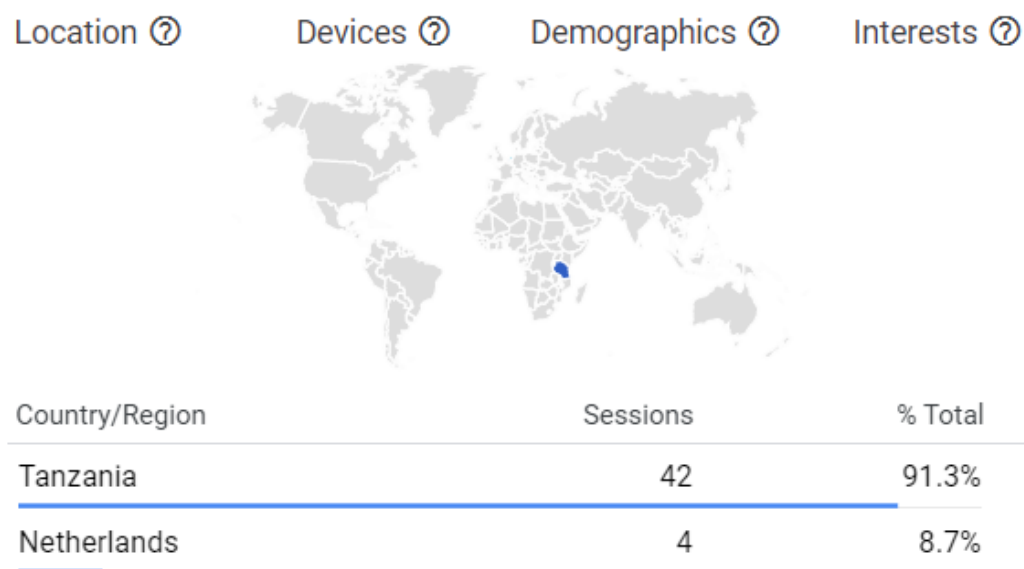 Location Devices Demographics Interests
Country/Region Sessions % Total
Tanzania 42 91.3%
Netherlands 4 8.7%